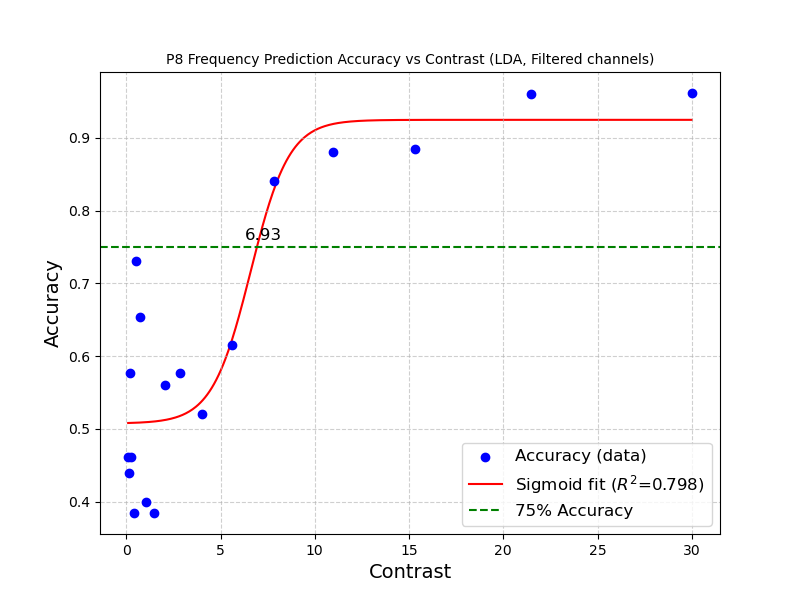 P8 Frequency Prediction Accuracy vs Contrast (LDA, Filtered channels)
Accuracy
0.9
0.8
0.7
0.6
0.5
0.4
6.93
Accuracy (data)
Sigmoid fit (R²=0.798)
75% Accuracy
0 5 10 15 20 25 30
Contrast